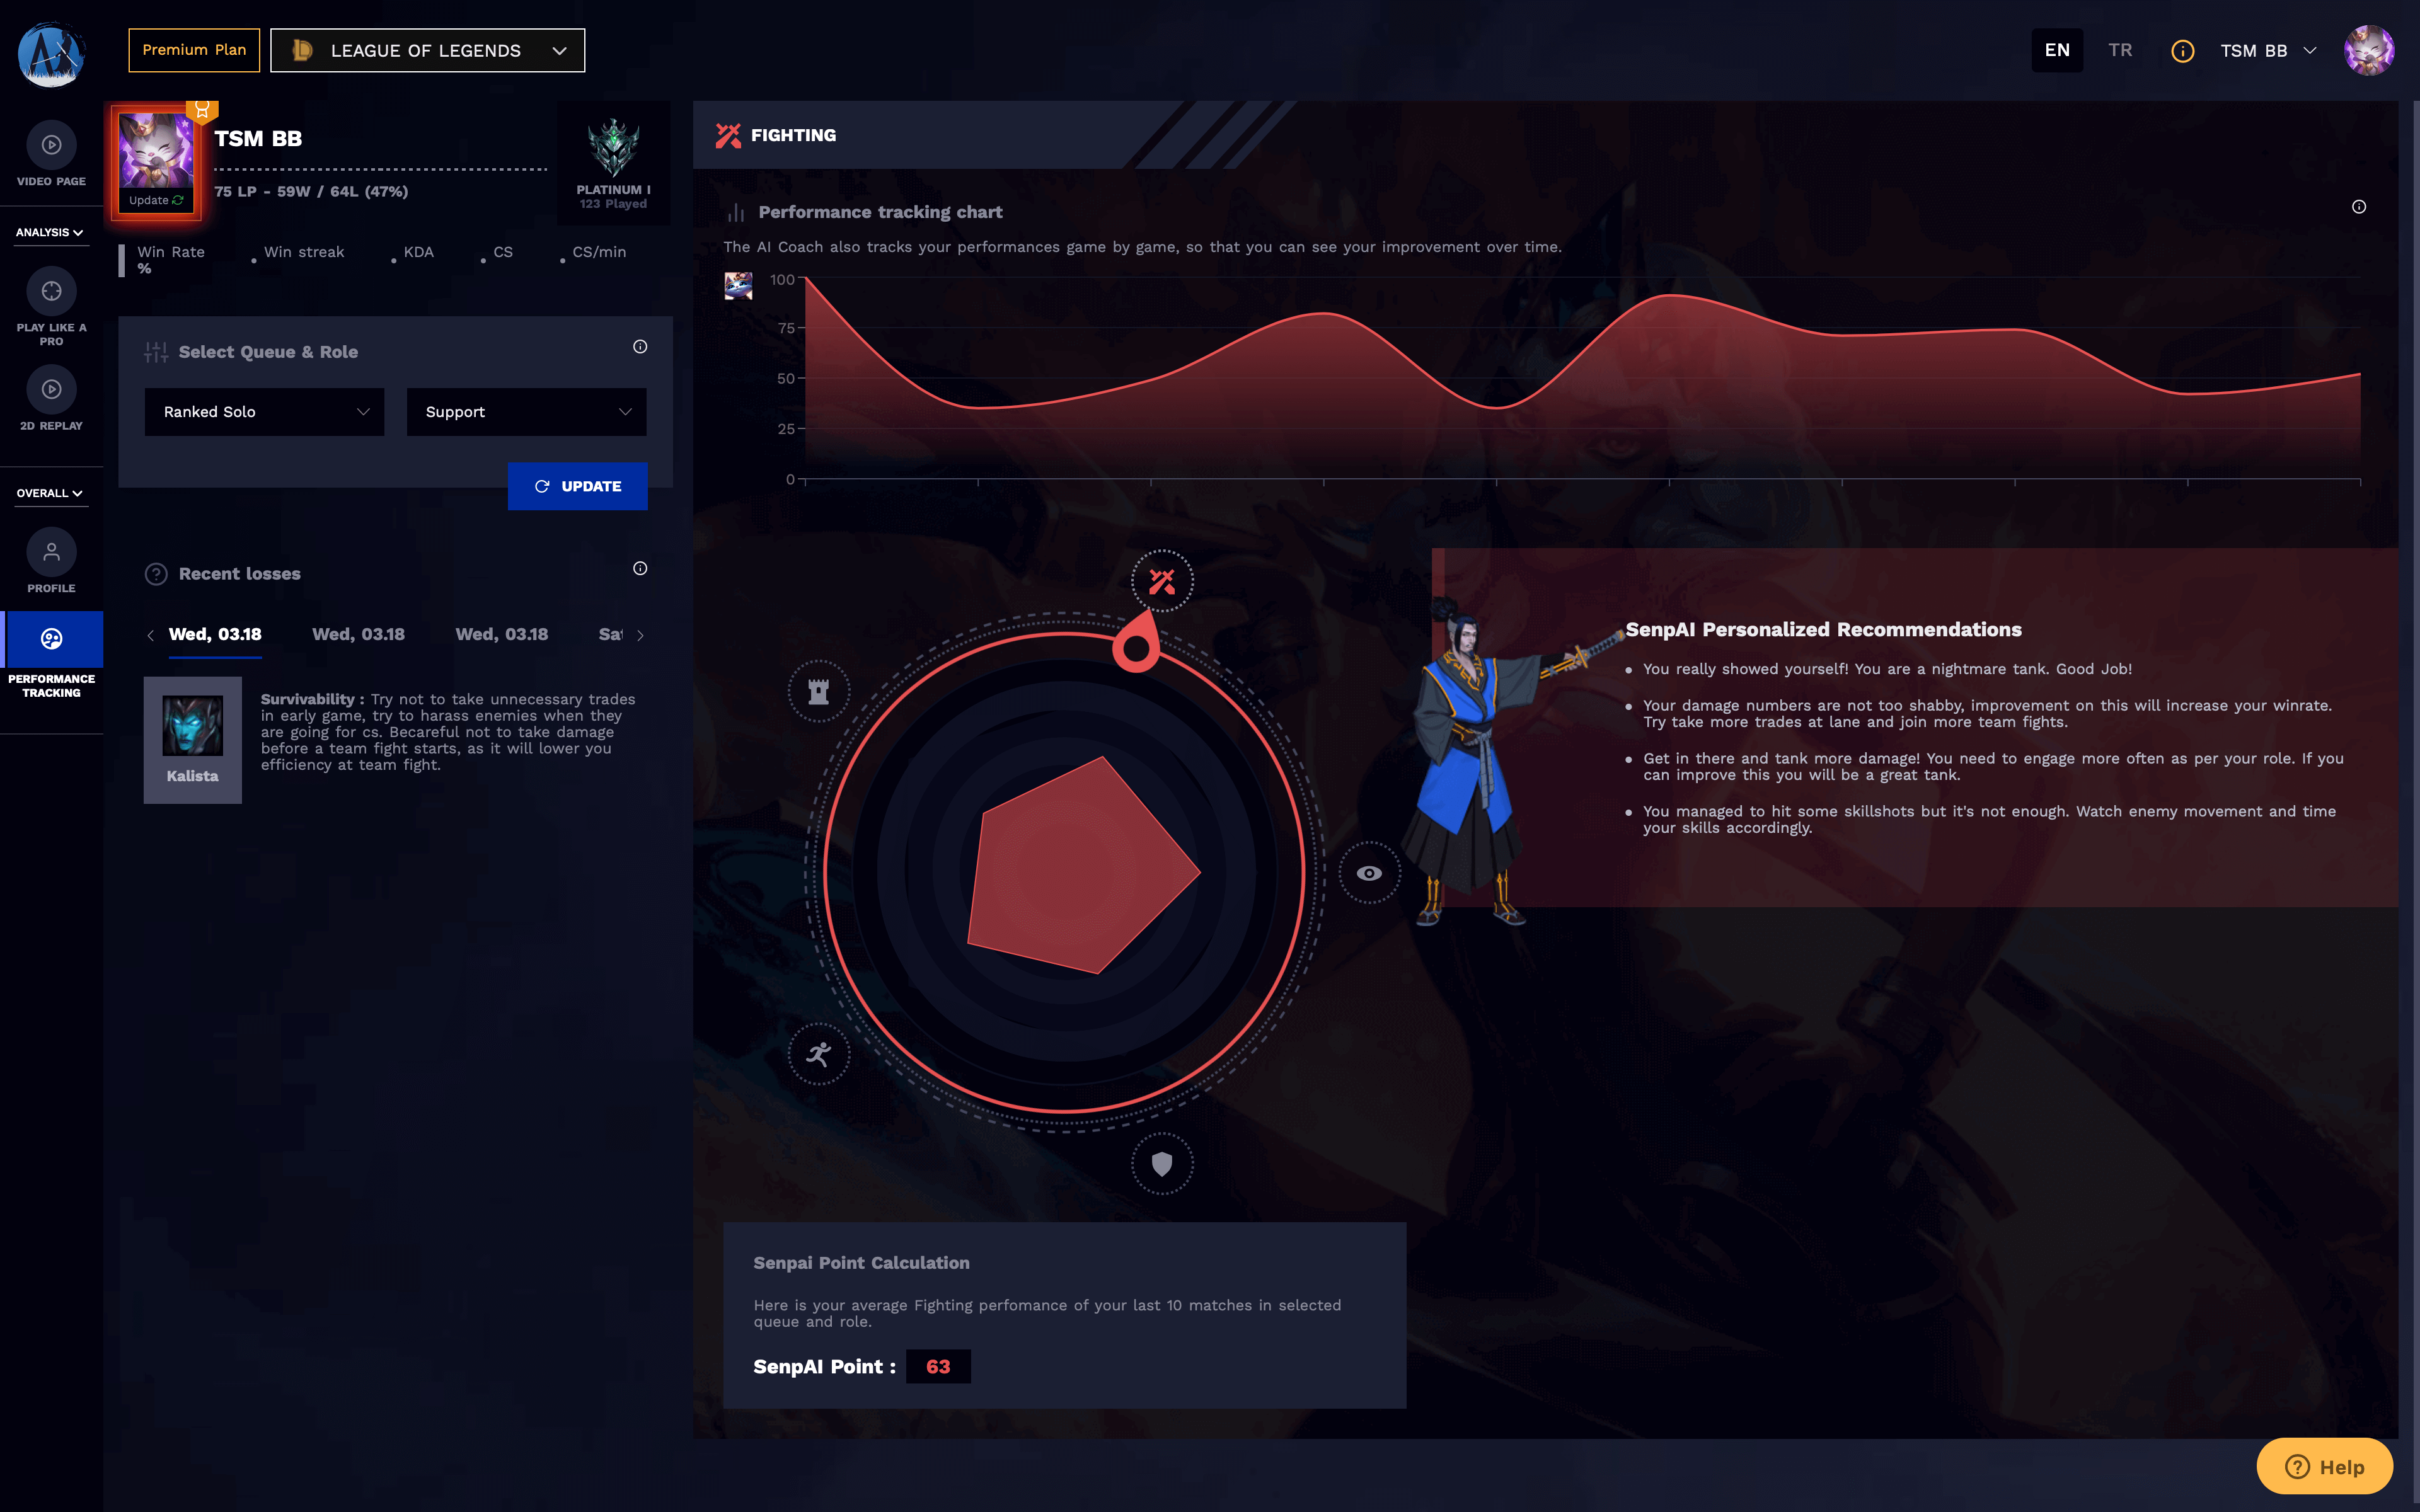 Premium Plan
LEAGUE OF LEGENDS
EN
TR
TSM BB
VIDEO PAGE
ANALYSIS
PLAY LIKE A
PRO
2D REPLAY
OVERALL
PROFILE
PERFORMANCE
TRACKING
Update
TSM BB
75 LP - 59W / 64L (47%)
PLATINUM I
123 Played
Win Rate
%
Win streak
KDA
CS
CS/min
Select Queue & Role
Ranked Solo
Support
UPDATE
Recent losses
Wed, 03.18
Wed, 03.18
Wed, 03.18
Kalista
Survivability : Try not to take unnecessary trades
in early game, try to harass enemies when they
are going for cs. Becareful not to take damage
before a team fight starts, as it will lower you
efficiency at team fight.
FIGHTING
Performance tracking chart
The AI Coach also tracks your performances game by game, so that you can see your improvement over time.
100
75
50
25
0
SenpAI Personalized Recommendations
You really showed yourself! You are a nightmare tank. Good Job!
Your damage numbers are not too shabby, improvement on this will increase your winrate.
Try take more trades at lane and join more team fights.
Get in there and tank more damage! You need to engage more often as per your role. If you
can improve this you will be a great tank.
You managed to hit some skillshots but it's not enough. Watch enemy movement and time
your skills accordingly.
Senpai Point Calculation
Here is your average Fighting perfomance of your last 10 matches in selected
queue and role.
SenpAI Point : 63
Help